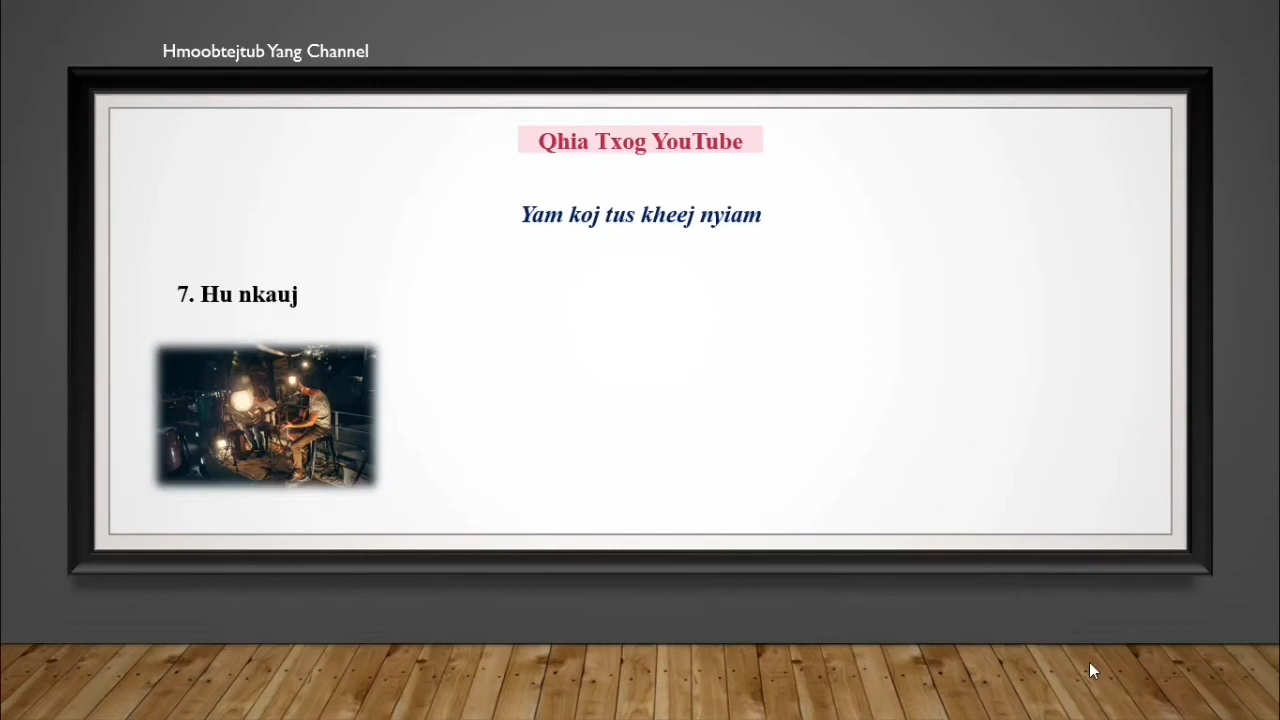 Hmoobtejtub Yang Channel
Qhia Txog YouTube
Yam koj tus kheej nyiam
7. Hu nkauj